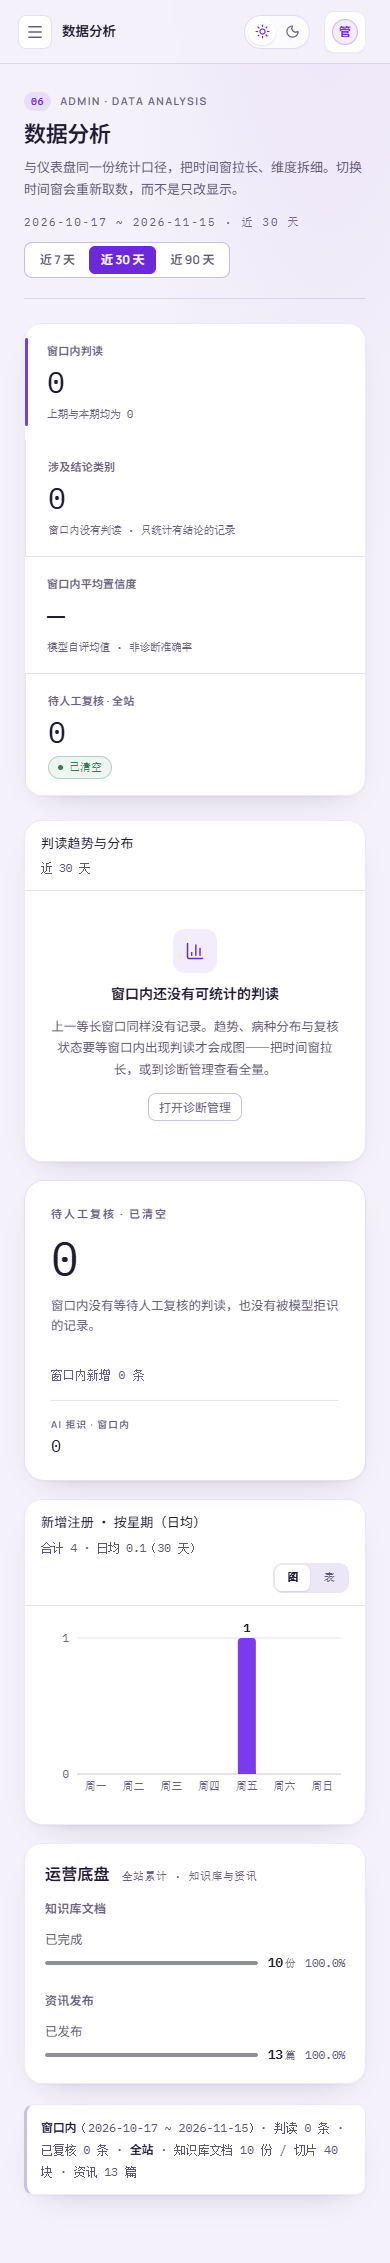 数据分析
管
06 ADMIN · DATA ANALYSIS
数据分析
与仪表盘同一份统计口径，把时间窗拉长、维度拆细。切换
时间窗会重新取数，而不是只改显示。
2026-10-17 ~ 2026-11-15 · 近 30 天
近 7 天 近 30 天 近 90 天
窗口内判读
0
上期与本期均为 0
涉及结论类别
0
窗口内没有判读 · 只统计有结论的记录
窗口内平均置信度
—
模型自评均值 · 非诊断准确率
待人工复核 · 全站
0
已清空
判读趋势与分布
近 30 天
窗口内还没有可统计的判读
上一等长窗口同样没有记录。趋势、病种分布与复核
状态要等窗口内出现判读才会成图——把时间窗拉
长，或到诊断管理查看全量。
打开诊断管理
待人工复核 · 已清空
0
窗口内没有等待人工复核的判读，也没有被模型拒识
的记录。
窗口内新增 0 条
AI 拒识 · 窗口内
0
新增注册 · 按星期（日均）
合计 4 · 日均 0.1（30 天）
图 表
1
1
0
周一 周二 周三 周四 周五 周六 周日
运营底盘 全站累计 · 知识库与资讯
知识库文档
已完成
10 份 100.0%
资讯发布
已发布
13 篇 100.0%
窗口内（2026-10-17 ~ 2026-11-15）· 判读 0 条 ·
已复核 0 条 · 全站 · 知识库文档 10 份 / 切片 40
块 · 资讯 13 篇